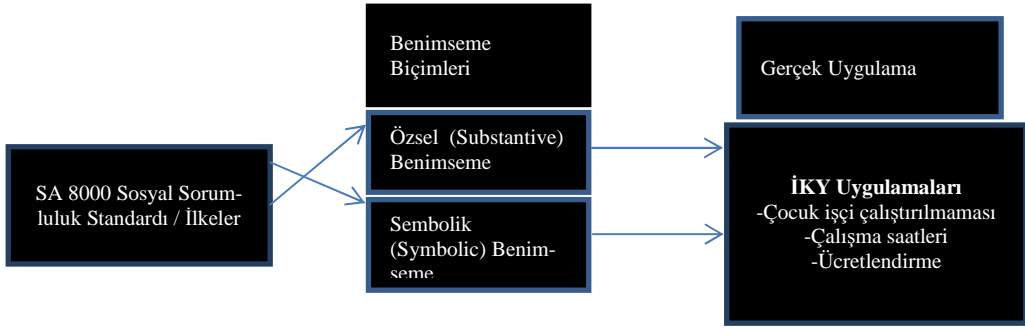 Benimseme
Biçimleri
Gerçek Uygulama
Özsel (Substantive)
Benimseme
SA 8000 Sosyal Sorum-
luluk Standardı / İlkeler
Sembolik
(Symbolic) Benim-
seme
İKY Uygulamaları
-Çocuk işçi çalıştırılmaması
-Çalışma saatleri
-Ücretlendirme